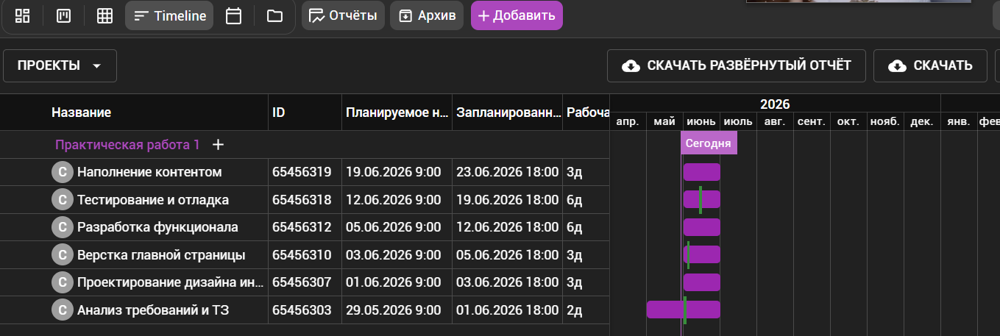 Timeline Отчёты Архив + Добавить
ПРОЕКТЫ СКАЧАТЬ РАЗВЁРНУТЫЙ ОТЧЁТ СКАЧАТЬ
2026
Название ID Планируемое н... Запланированн... Рабоча
апр. май июнь июль авг. сент. окт. нояб. дек. янв. фев
Практическая работа 1 +
Сегодня
С Наполнение контентом 65456319 19.06.2026 9:00 23.06.2026 18:00 3д
С Тестирование и отладка 65456318 12.06.2026 9:00 19.06.2026 18:00 6д
С Разработка функционала 65456312 05.06.2026 9:00 12.06.2026 18:00 6д
С Верстка главной страницы 65456310 03.06.2026 9:00 05.06.2026 18:00 3д
С Проектирование дизайна ин... 65456307 01.06.2026 9:00 03.06.2026 18:00 3д
С Анализ требований и ТЗ 65456303 29.05.2026 9:00 01.06.2026 18:00 2д